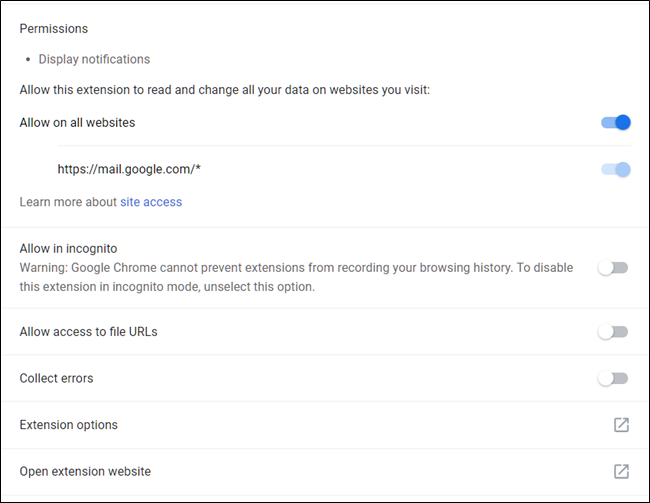 Permissions
• Display notifications
Allow this extension to read and change all your data on websites you visit:
Allow on all websites
https://mail.google.com/*
Learn more about site access
Allow in incognito
Warning: Google Chrome cannot prevent extensions from recording your browsing history. To disable
this extension in incognito mode, unselect this option.
Allow access to file URLs
Collect errors
Extension options
Open extension website